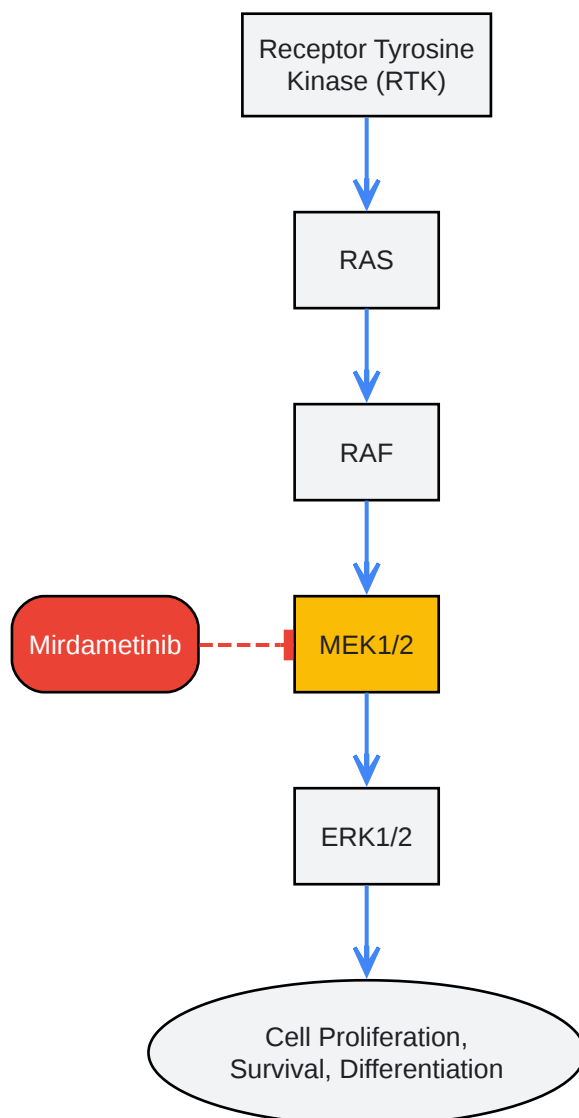 Receptor Tyrosine
Kinase (RTK)
RAS
RAF
Mirdametinib
MEK1/2
ERK1/2
Cell Proliferation,
Survival, Differentiation